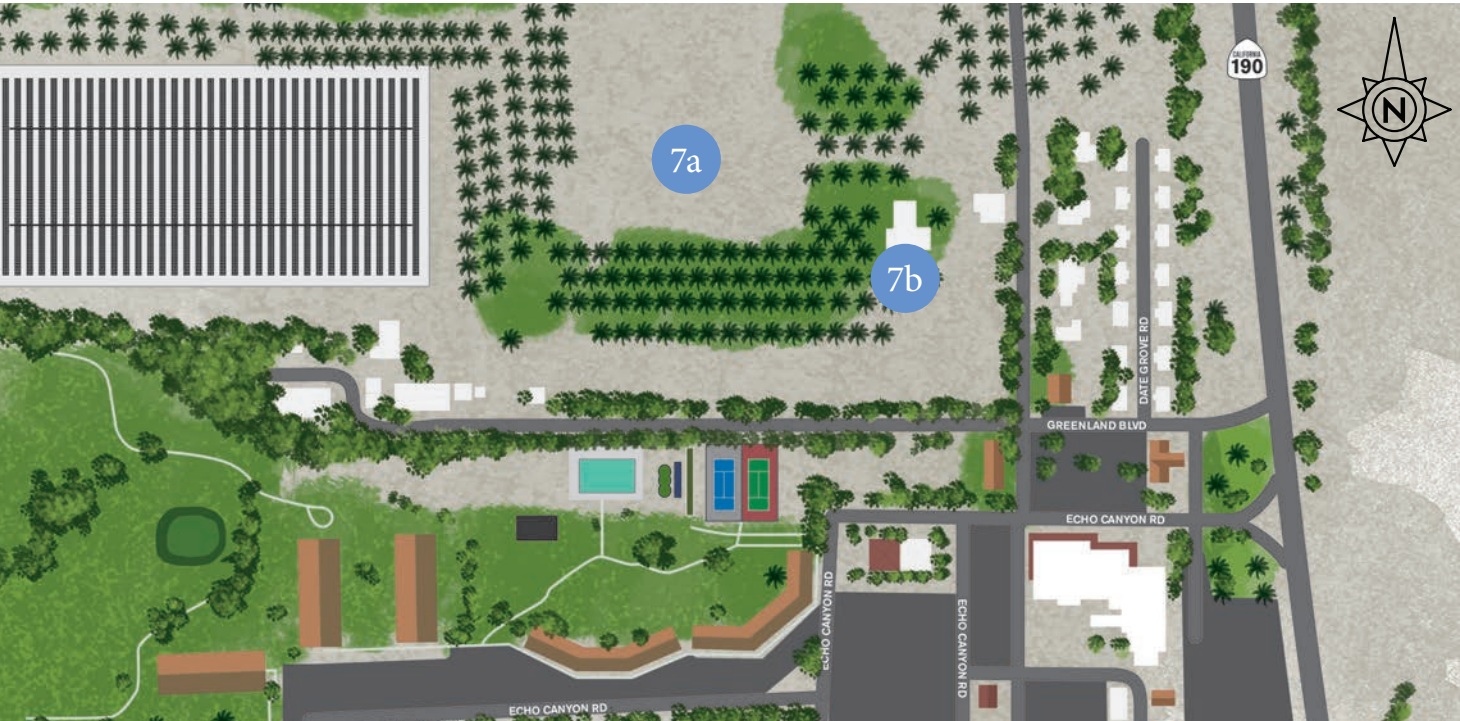 CALIFORNIA
190
N
7a
7b
DATE GROVE RD
GREENLAND BLVD
ECHO CANYON RD
ECHO CANYON RD
ECHO CANYON RD
ECHO CANYON RD